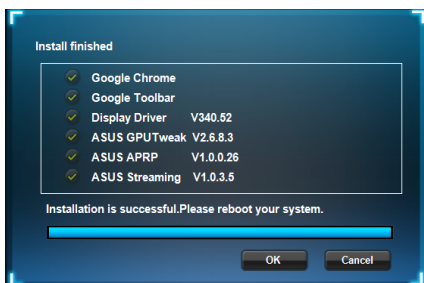 Install finished
Google Chrome
Google Toolbar
Display Driver V340.52
ASUS GPUTweak V2.6.8.3
ASUS APRP V1.0.0.26
ASUS Streaming V1.0.3.5
Installation is successful.Please reboot your system.
OK Cancel